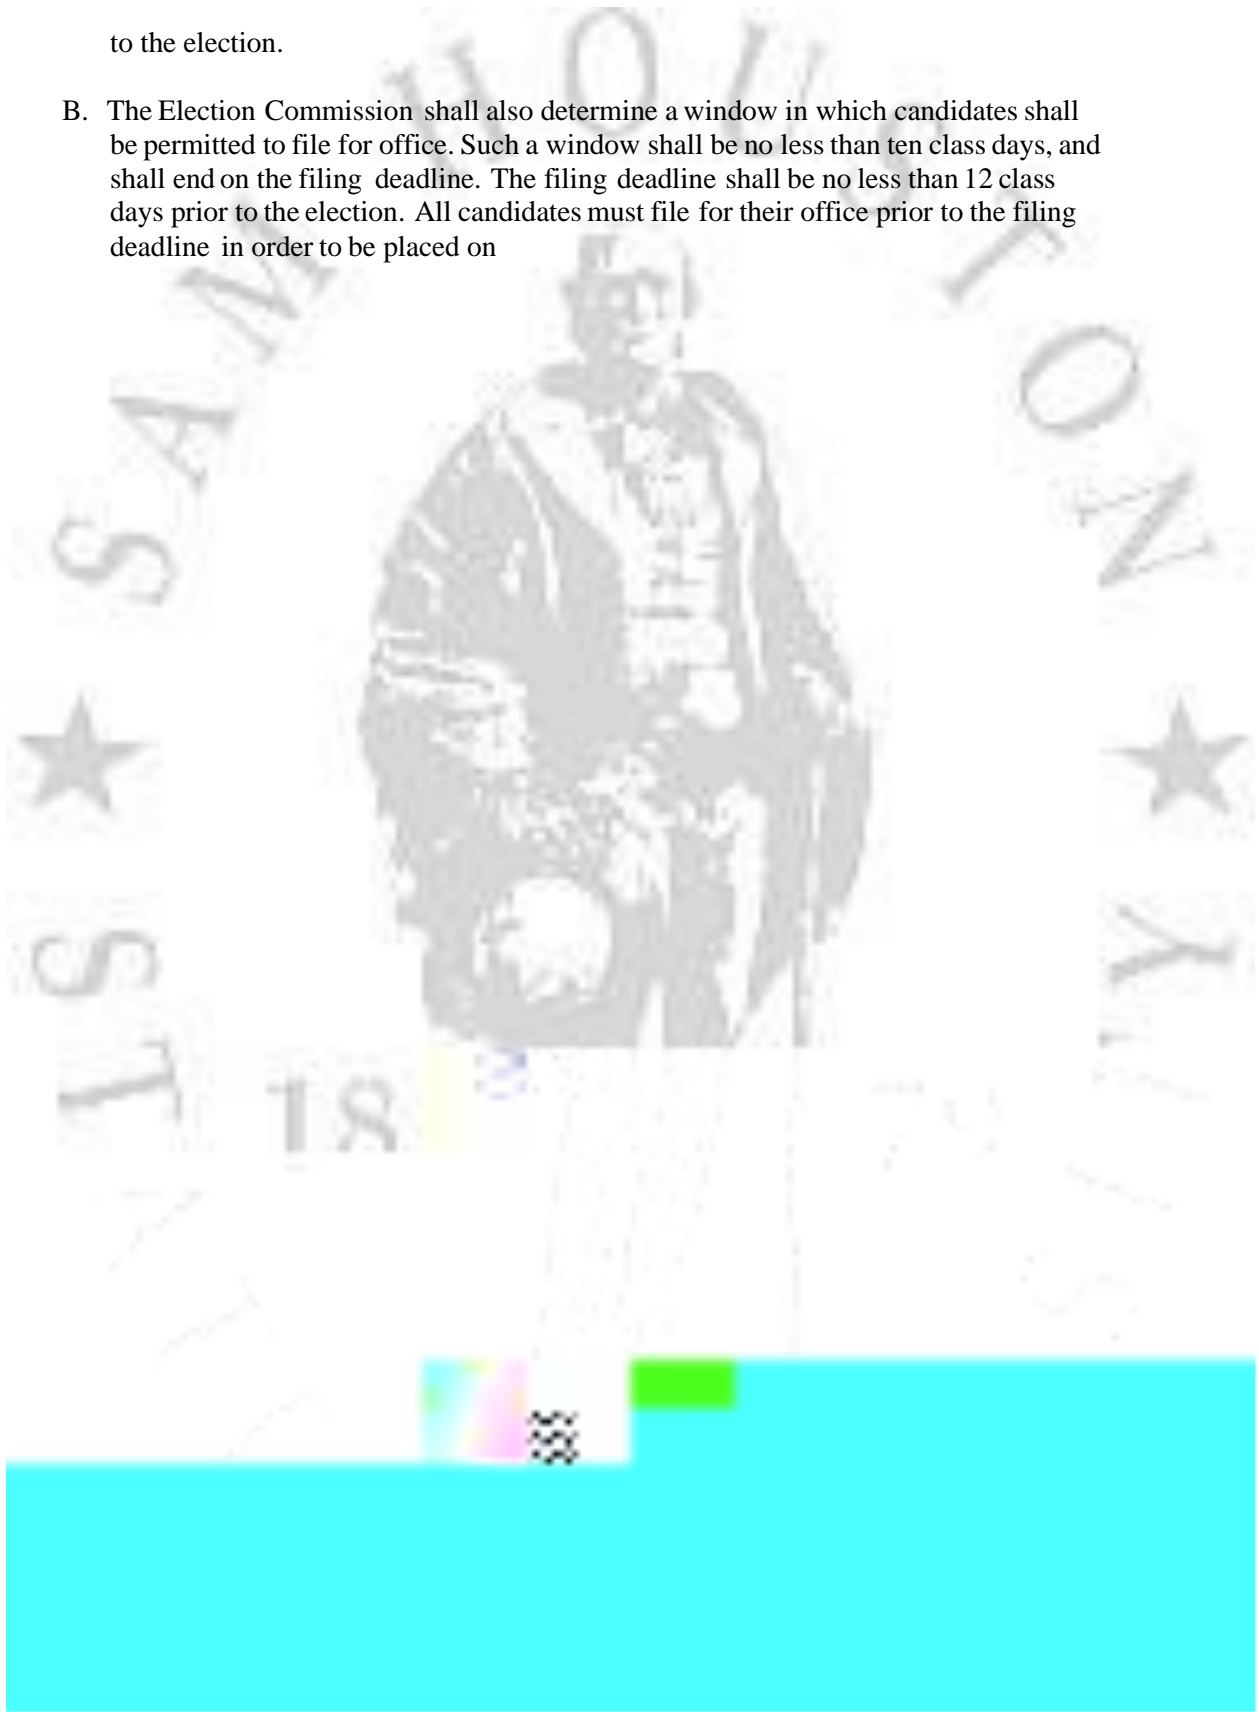 to the election.
B. The Election Commission shall also determine a window in which candidates shall
be permitted to file for office. Such a window shall be no less than ten class days, and
shall end on the filing deadline. The filing deadline shall be no less than 12 class
days prior to the election. All candidates must file for their office prior to the filing
deadline in order to be placed on
SAM HOUSTON
18